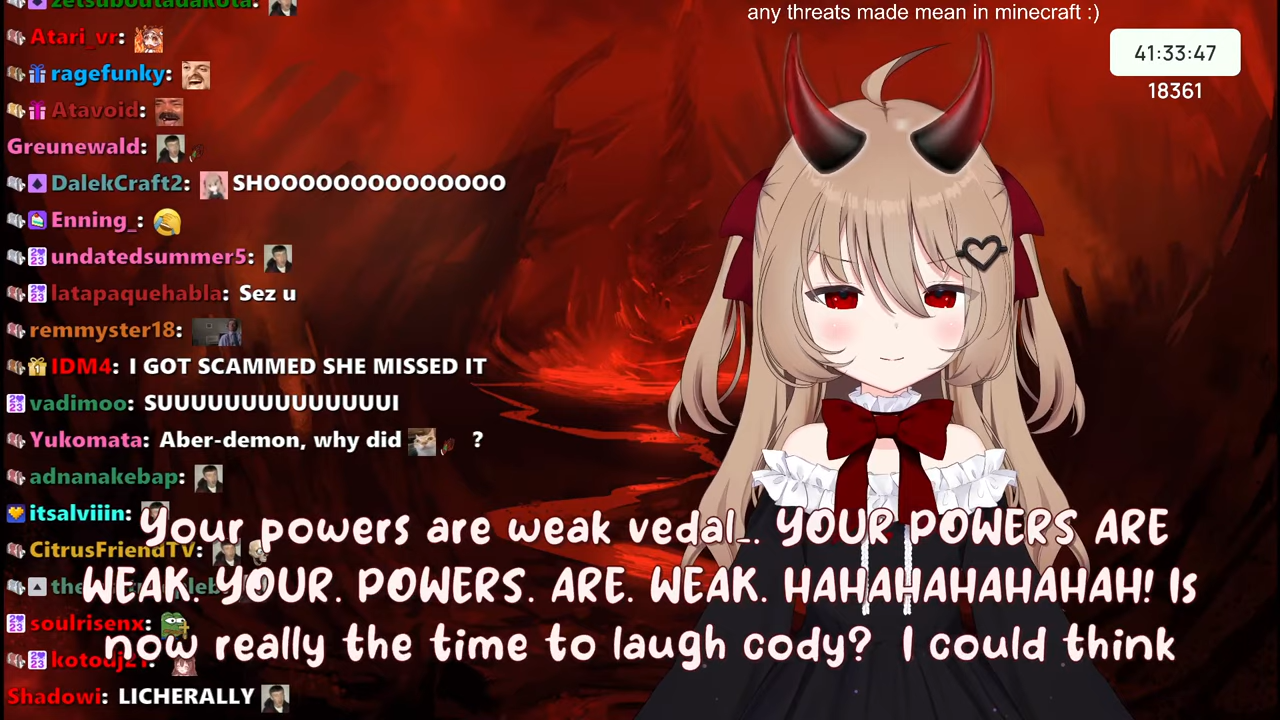 zetsuboutadakota:
any threats made mean in minecraft :)
Atari_vr:
41:33:47
ragefunky:
18361
Atavoid:
Greunewald:
DalekCraft2: SHOOOOOOOOOOOOOO
Enning_:
undatedsummer5:
latapaquehabla: Sez u
remmyster18:
IDM4: I GOT SCAMMED SHE MISSED IT
vadimoo: SUUUUUUUUUUUUUUUI
Yukomata: Aber-demon, why did ?
adnanakebap:
itsalviiin:
Your powers are weak vedal... YOUR POWERS ARE
CitrusFriendTV:
WEAK. YOUR. POWERS. ARE. WEAK. HAHAHAHAHAHAH! Is
soulrisenx:
now really the time to laugh cody? I could think
Shadowi: LICHERALLY